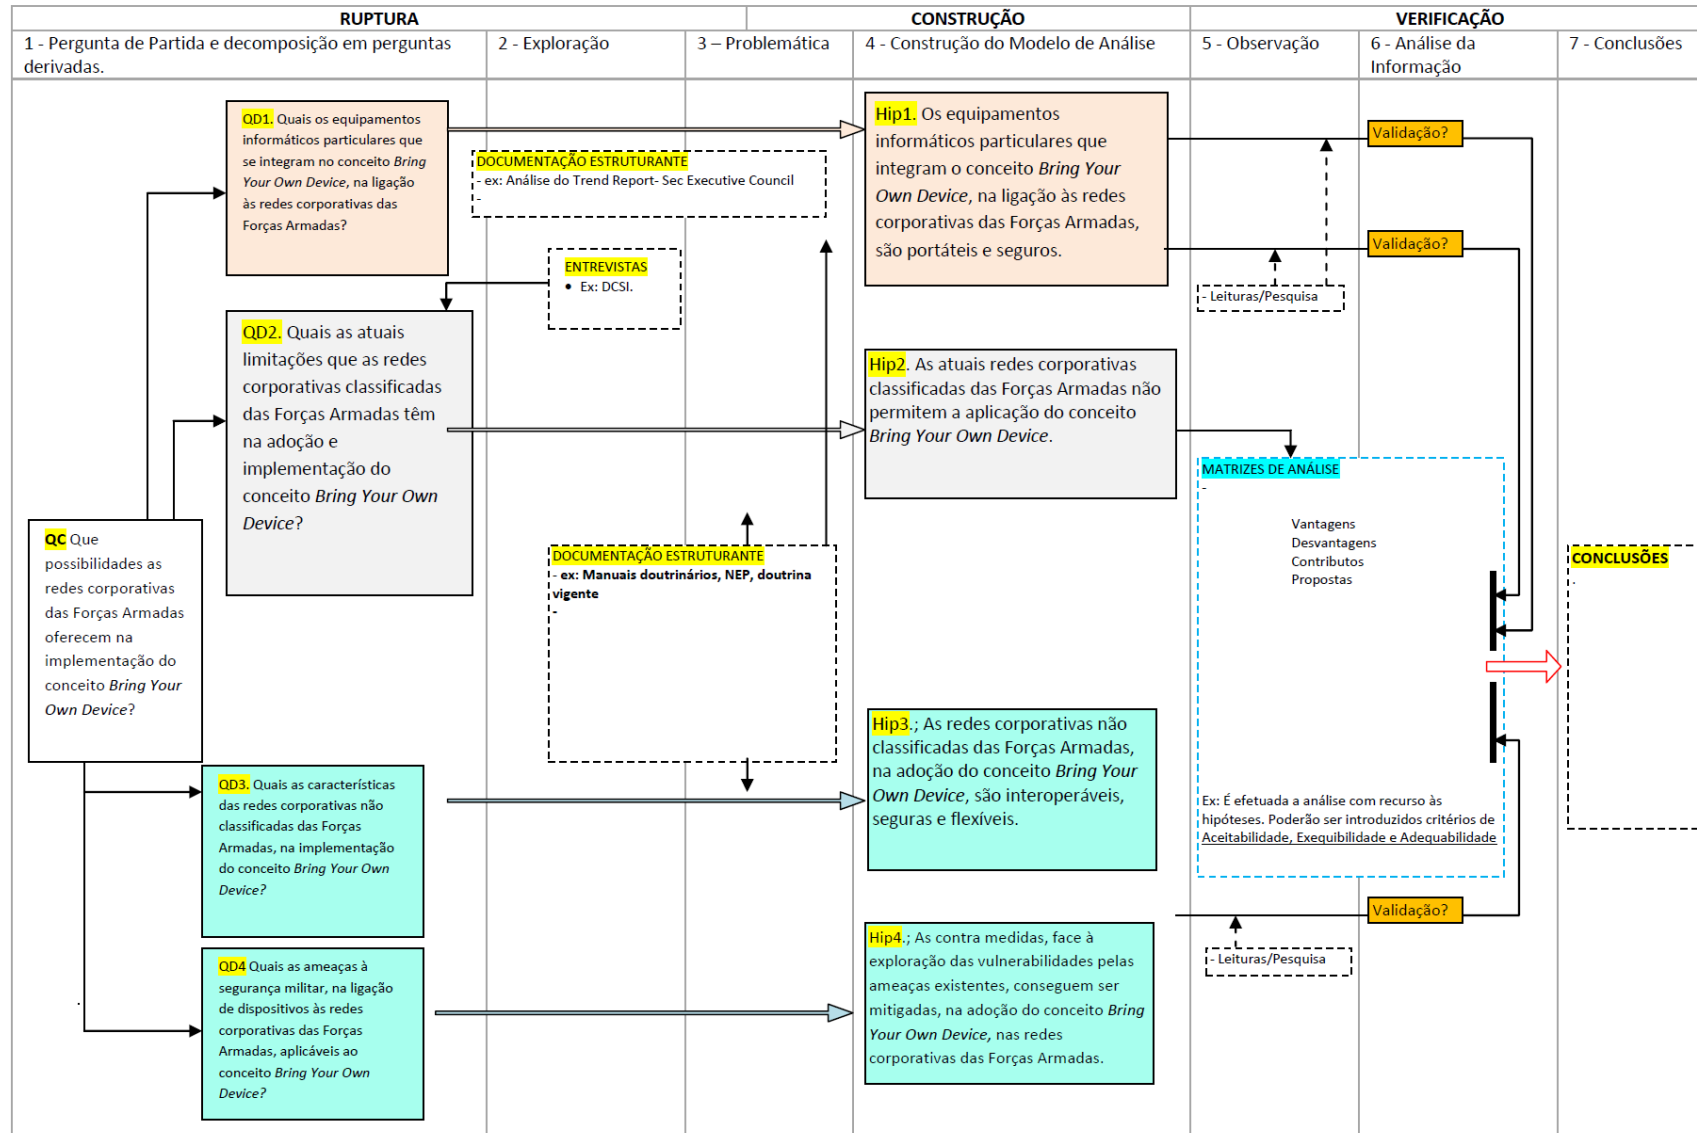 RUPTURA
CONSTRUÇÃO
VERIFICAÇÃO
1 - Pergunta de Partida e decomposição em perguntas
derivadas.
2 - Exploração
3 – Problemática
4 - Construção do Modelo de Análise
5 - Observação
6 - Análise da
Informação
7 - Conclusões
QD1. Quais os equipamentos
informáticos particulares que
se integram no conceito Bring
Your Own Device, na ligação
às redes corporativas das
Forças Armadas?
DOCUMENTAÇÃO ESTRUTURANTE
- ex: Análise do Trend Report- Sec Executive Council
-
Hip1. Os equipamentos
informáticos particulares que
integram o conceito Bring Your
Own Device, na ligação às redes
corporativas das Forças Armadas,
são portáteis e seguros.
Validação?
Validação?
- Leituras/Pesquisa
ENTREVISTAS
• Ex: DCSI.
QD2. Quais as atuais
limitações que as redes
corporativas classificadas
das Forças Armadas têm
na adoção e
implementação do
conceito Bring Your Own
Device?
Hip2. As atuais redes corporativas
classificadas das Forças Armadas não
permitem a aplicação do conceito
Bring Your Own Device.
MATRIZES DE ANÁLISE
-
Vantagens
Desvantagens
Contributos
Propostas
Ex: É efetuada a análise com recurso às
hipóteses. Poderão ser introduzidos critérios de
Aceitabilidade, Exequibilidade e Adequabilidade
QC Que
possibilidades as
redes corporativas
das Forças Armadas
oferecem na
implementação do
conceito Bring Your
Own Device?
DOCUMENTAÇÃO ESTRUTURANTE
- ex: Manuais doutrinários, NEP, doutrina
vigente
-
CONCLUSÕES
.
QD3. Quais as características
das redes corporativas não
classificadas das Forças
Armadas, na implementação
do conceito Bring Your Own
Device?
Hip3.; As redes corporativas não
classificadas das Forças Armadas,
na adoção do conceito Bring Your
Own Device, são interoperáveis,
seguras e flexíveis.
Validação?
- Leituras/Pesquisa
QD4 Quais as ameaças à
segurança militar, na ligação
de dispositivos às redes
corporativas das Forças
Armadas, aplicáveis ao
conceito Bring Your Own
Device?
Hip4.; As contra medidas, face à
exploração das vulnerabilidades pelas
ameaças existentes, conseguem ser
mitigadas, na adoção do conceito Bring
Your Own Device, nas redes
corporativas das Forças Armadas.